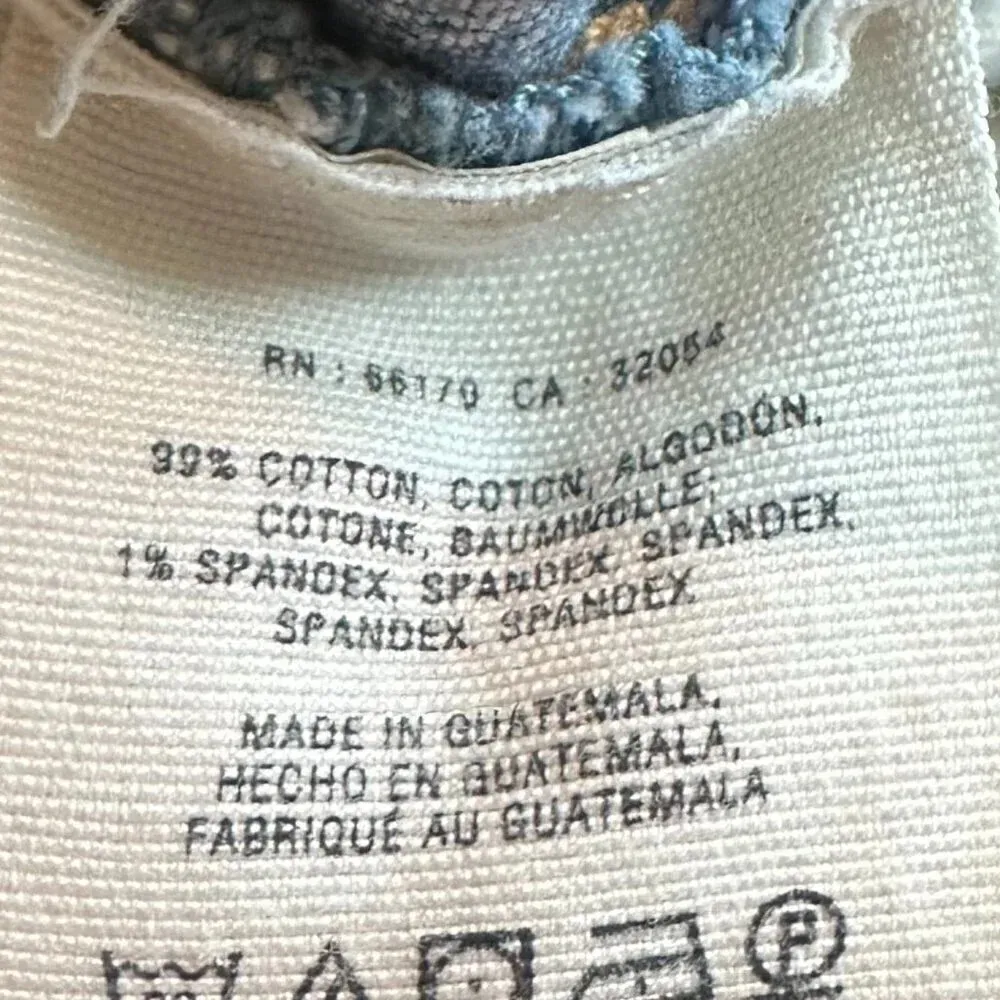 RN : 66170 CA : 32054
99% COTTON, COTON, ALGODÓN,
COTONE, BAUMWOLLE;
1% SPANDEX, SPANDEX, SPANDEX,
SPANDEX, SPANDEX
MADE IN GUATEMALA,
HECHO EN GUATEMALA,
FABRIQUÉ AU GUATEMALA
P